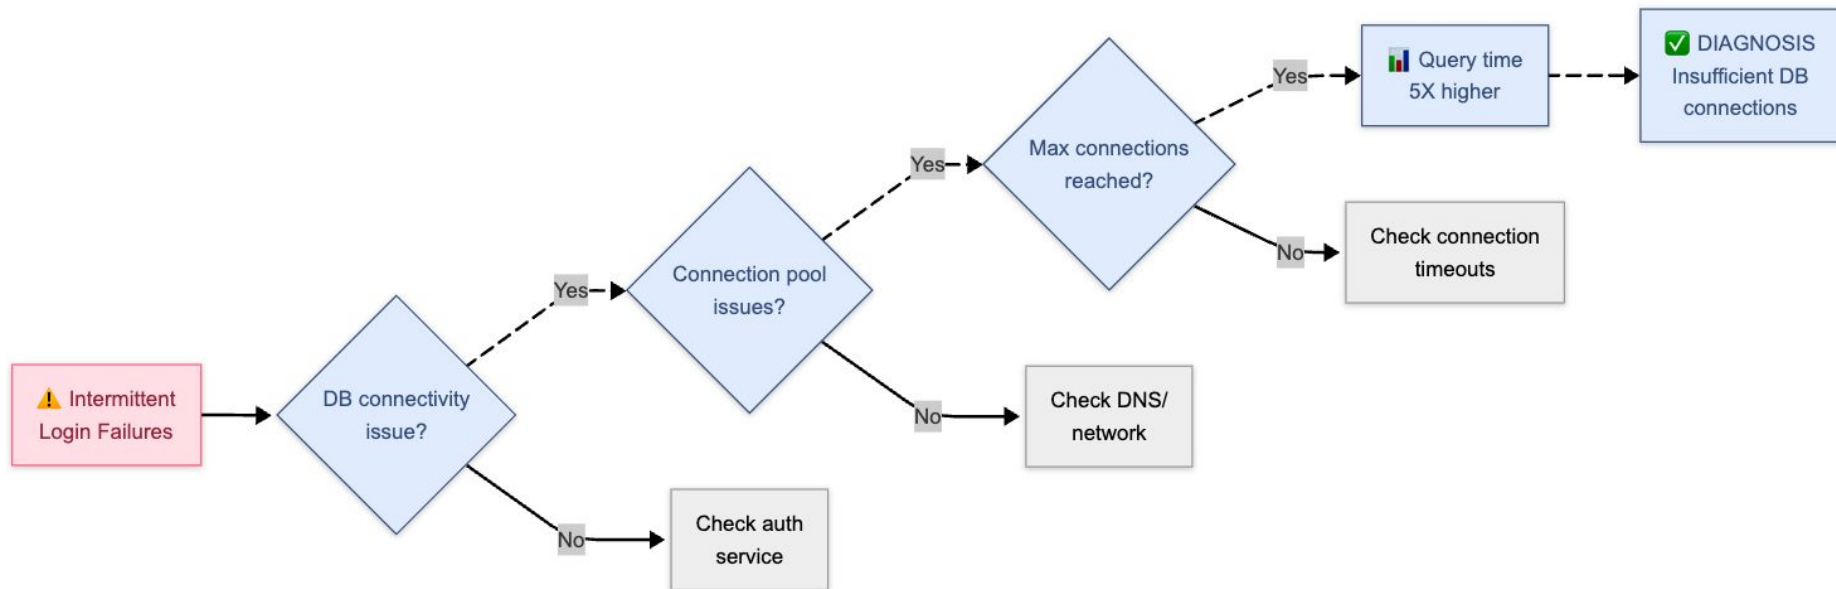 ⚠️ Intermittent
Login Failures
DB connectivity
issue?
Yes
No
Check auth
service
Connection pool
issues?
Yes
No
Check DNS/
network
Max connections
reached?
Yes
No
Check connection
timeouts
📊 Query time
5X higher
✅ DIAGNOSIS
Insufficient DB
connections